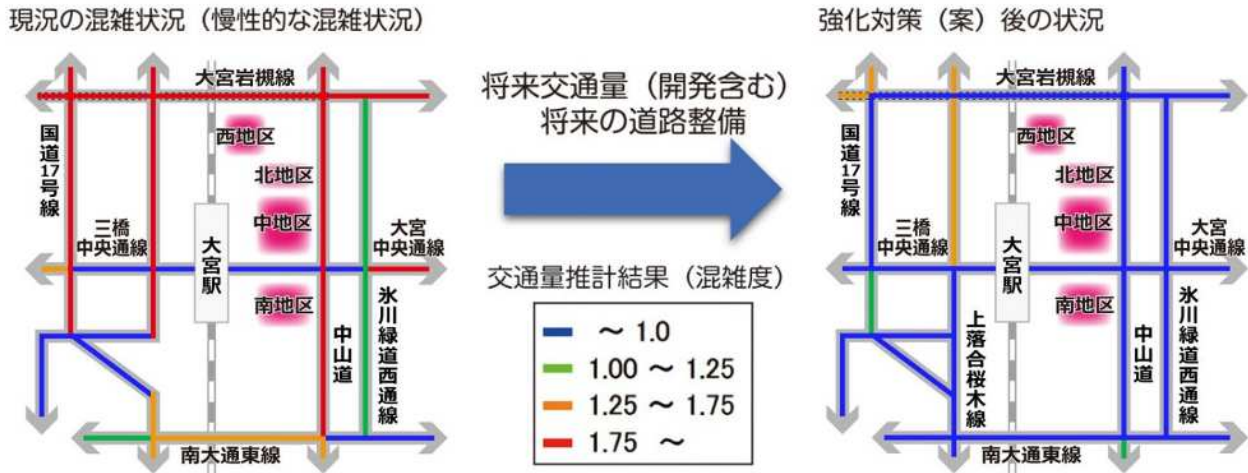 現況の混雑状況(慢性的な混雑状況)
大宮岩槻線
国道17号線
西地区
北地区
中地区
三橋
中央通線
大宮駅
大宮
中央通線
南地区
中山道
氷川緑道西通線
南大通東線
将来交通量(開発含む)
将来の道路整備
交通量推計結果(混雑度)
~1.0
1.00~1.25
1.25~1.75
1.75 ~
強化対策(案)後の状況
大宮岩槻線
国道17号線
西地区
北地区
中地区
三橋
中央通線
大宮駅
大宮
中央通線
南地区
上落合桜木線
中山道
氷川緑道西通線
南大通東線